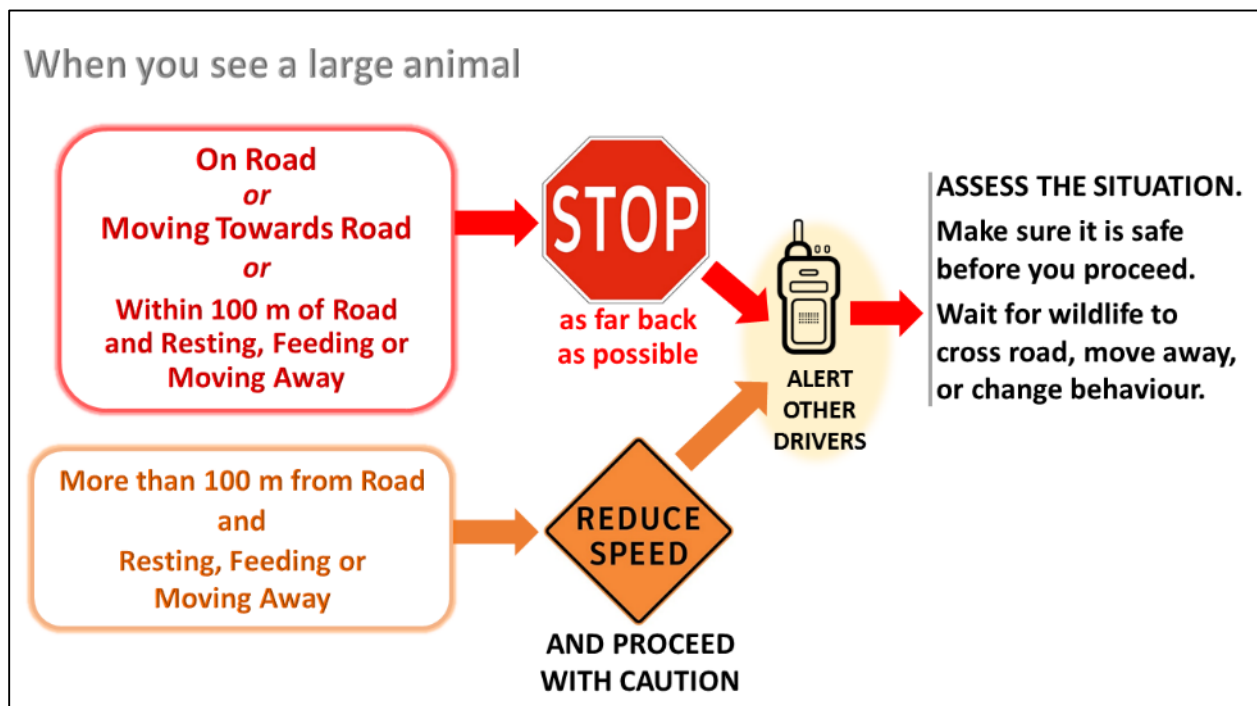 When you see a large animal
On Road
or
Moving Towards Road
or
Within 100 m of Road
and Resting, Feeding or
Moving Away
STOP
as far back
as possible
More than 100 m from Road
and
Resting, Feeding or
Moving Away
REDUCE
SPEED
AND PROCEED
WITH CAUTION
ALERT
OTHER
DRIVERS
ASSESS THE SITUATION.
Make sure it is safe
before you proceed.
Wait for wildlife to
cross road, move away,
or change behaviour.